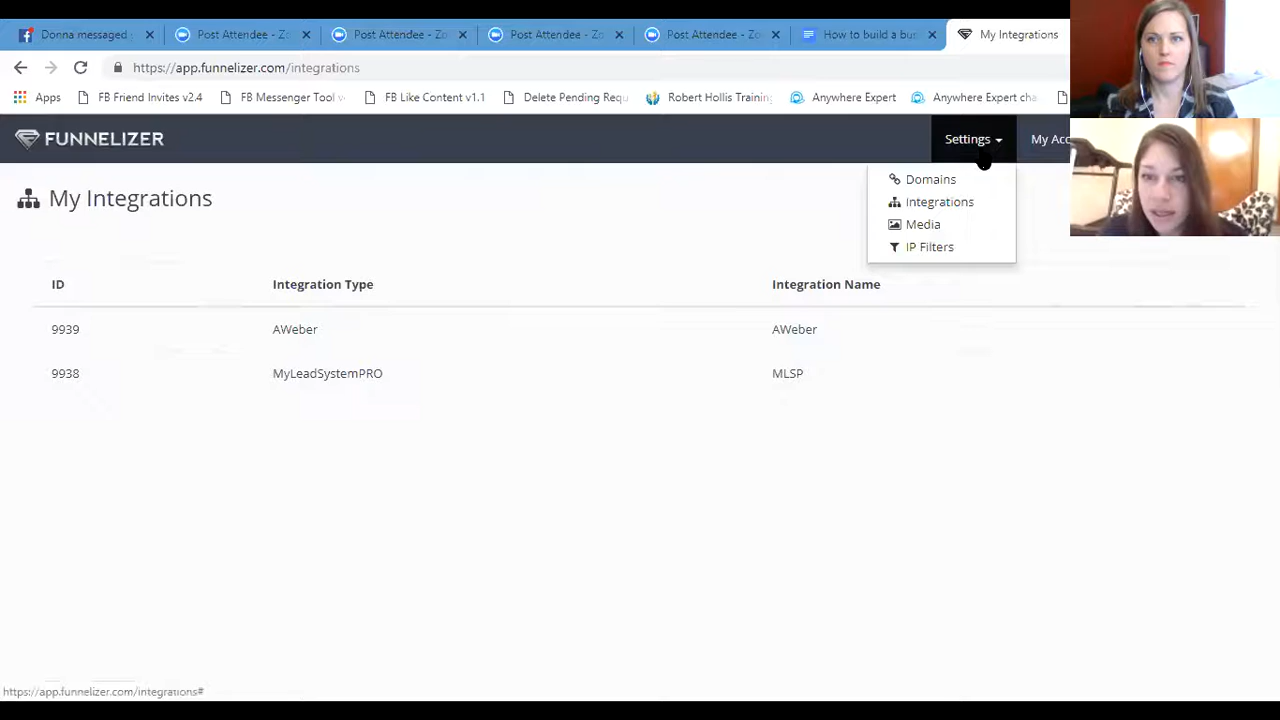 Donna messaged
Post Attendee - Zo
Post Attendee - Zo
Post Attendee - Zo
Post Attendee - Zo
How to build a bus
My Integrations
https://app.funnelizer.com/integrations
Apps
FB Friend Invites v2.4
FB Messenger Tool v
FB Like Content v1.1
Delete Pending Requ
Robert Hollis Training
Anywhere Expert
Anywhere Expert cha
FUNNELIZER
Settings
My Acc
Domains
Integrations
Media
IP Filters
My Integrations
ID
Integration Type
Integration Name
9939
AWeber
AWeber
9938
MyLeadSystemPRO
MLSP
https://app.funnelizer.com/integrations#